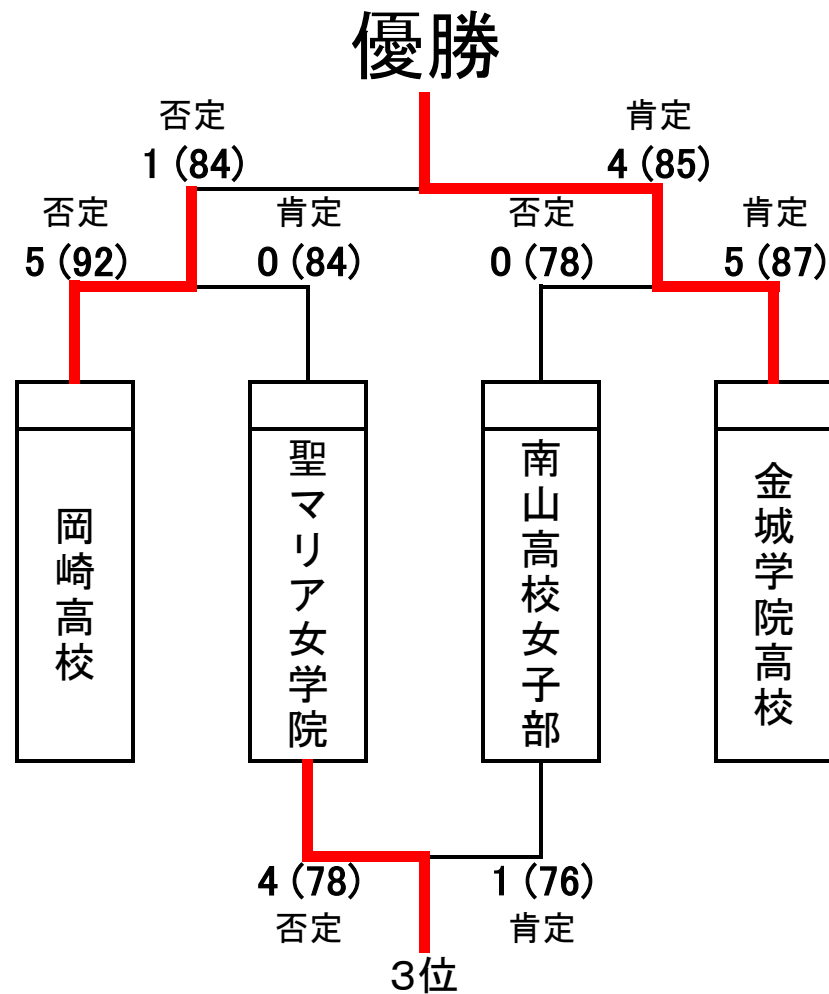 優勝
否定
肯定
1 (84)
4 (85)
否定
肯定
否定
肯定
5 (92)
0 (84)
0 (78)
5 (87)
岡崎高校
聖マリア女学院
南山高校女子部
金城学院高校
4 (78)
1 (76)
否定
肯定
3位